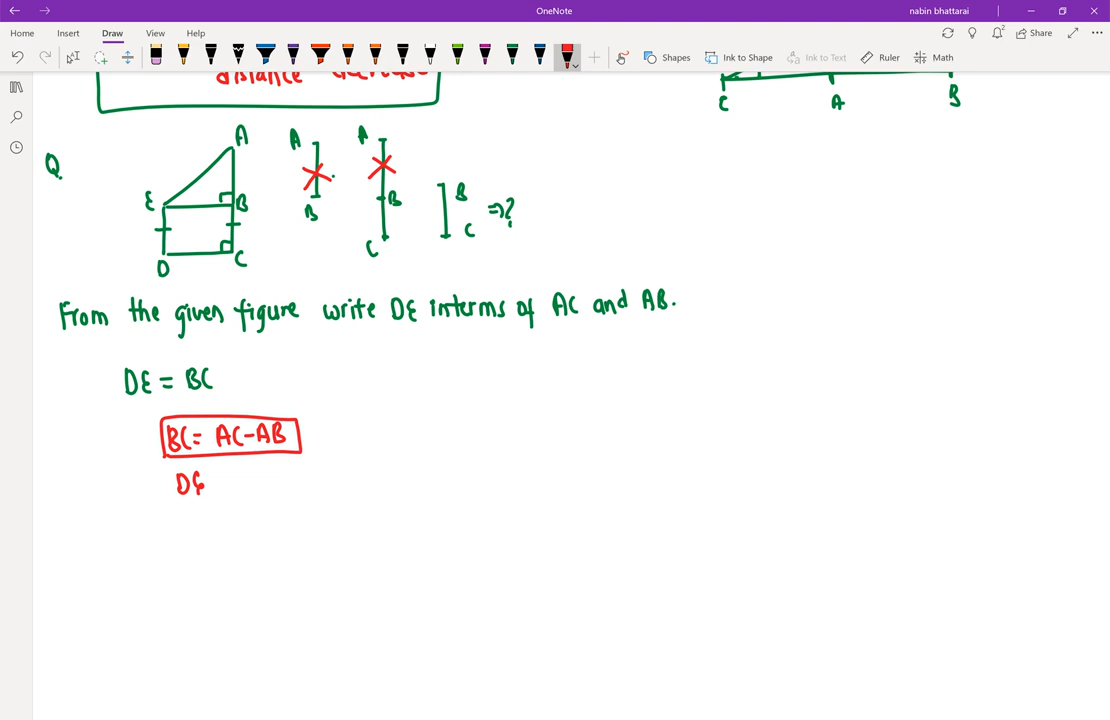 OneNote
nabin bhattarai
Home Insert Draw View Help
Share
Shapes Ink to Shape Ink to Text Ruler Math
distance
C A B
Q.
A
E B
D C
A
B
A
B
C
B
C
=>?
From the given figure write DE interms of AC and AB.
DE = BC
BC = AC-AB
DE